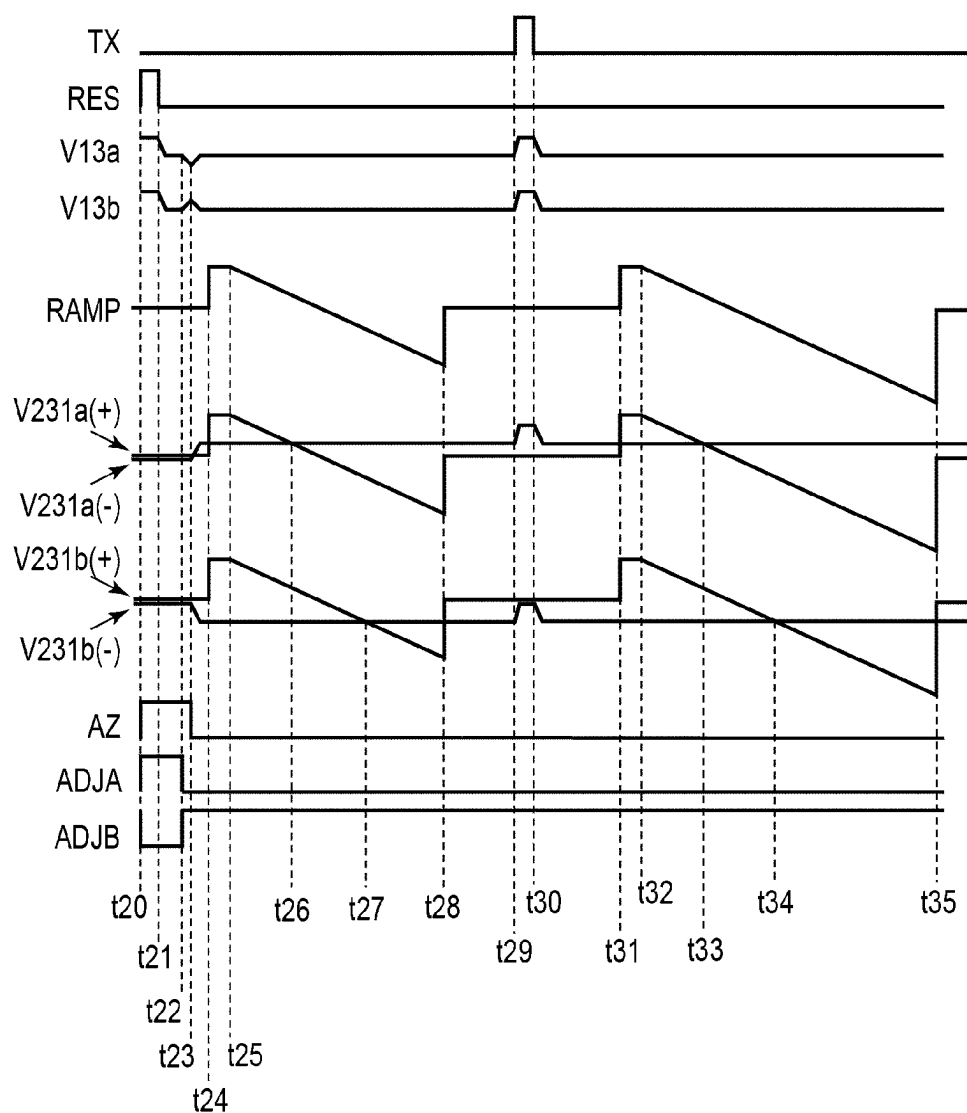 TX
RES
V13a
V13b
RAMP
V231a(+)
V231a(-)
V231b(+)
V231b(-)
AZ
ADJA
ADJB
t20
t21
t22
t23
t24
t25
t26
t27
t28
t29
t30
t31
t32
t33
t34
t35